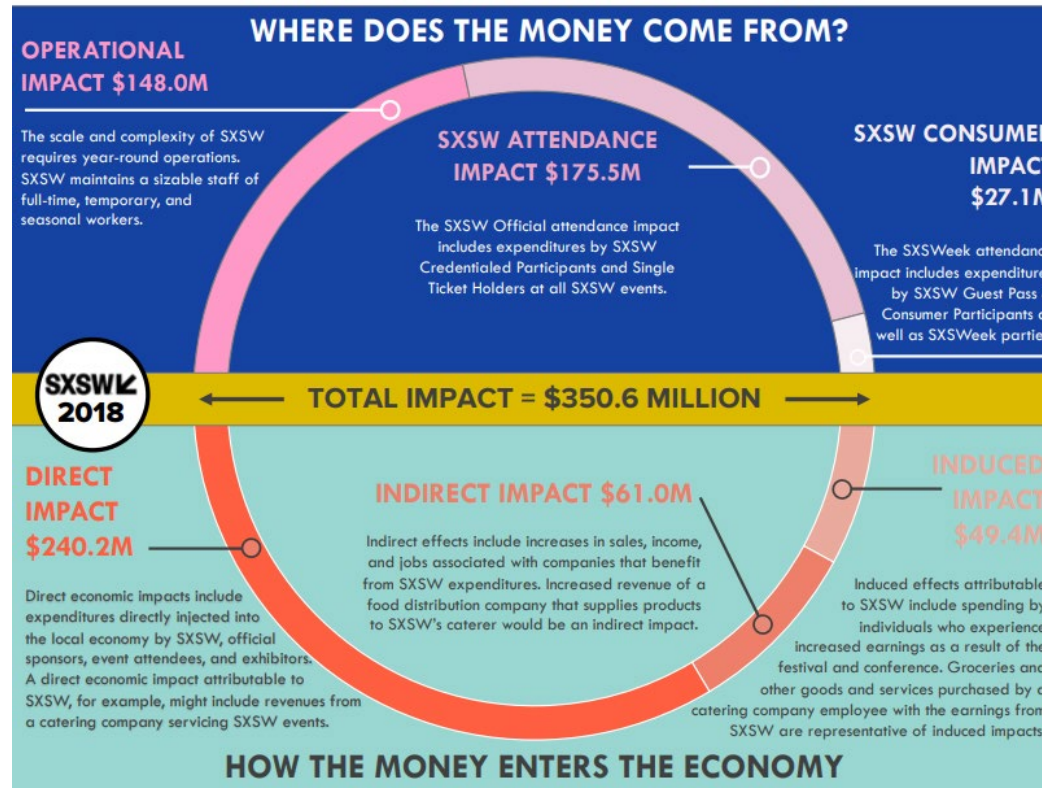 WHERE DOES THE MONEY COME FROM?
OPERATIONAL
IMPACT $148.0M
The scale and complexity of SXSW
requires year-round operations.
SXSW maintains a sizable staff of
full-time, temporary, and
seasonal workers.
SXSW ATTENDANCE
IMPACT $175.5M
The SXSW Official attendance impact
includes expenditures by SXSW
Credentialed Participants and Single
Ticket Holders at all SXSW events.
SXSW CONSUMER
IMPACT
$27.1M
The SXSWeek attendanc
impact includes expenditure
by SXSW Guest Pass
Consumer Participants
well as SXSWeek partie
SXSW
2018
TOTAL IMPACT = $350.6 MILLION
DIRECT
IMPACT
$240.2M
Direct economic impacts include
expenditures directly injected into
the local economy by SXSW, official
sponsors, event attendees, and exhibitors.
A direct economic impact attributable to
SXSW, for example, might include revenues from
a catering company servicing SXSW events.
INDIRECT IMPACT $61.0M
Indirect effects include increases in sales, income,
and jobs associated with companies that benefit
from SXSW expenditures. Increased revenue of a
food distribution company that supplies products
to SXSW's caterer would be an indirect impact.
INDUCED
IMPACT
$49.4M
Induced effects attributable
to SXSW include spending by
individuals who experience
increased earnings as a result of the
festival and conference. Groceries and
other goods and services purchased by a
catering company employee with the earnings from
SXSW are representative of induced impacts
HOW THE MONEY ENTERS THE ECONOMY